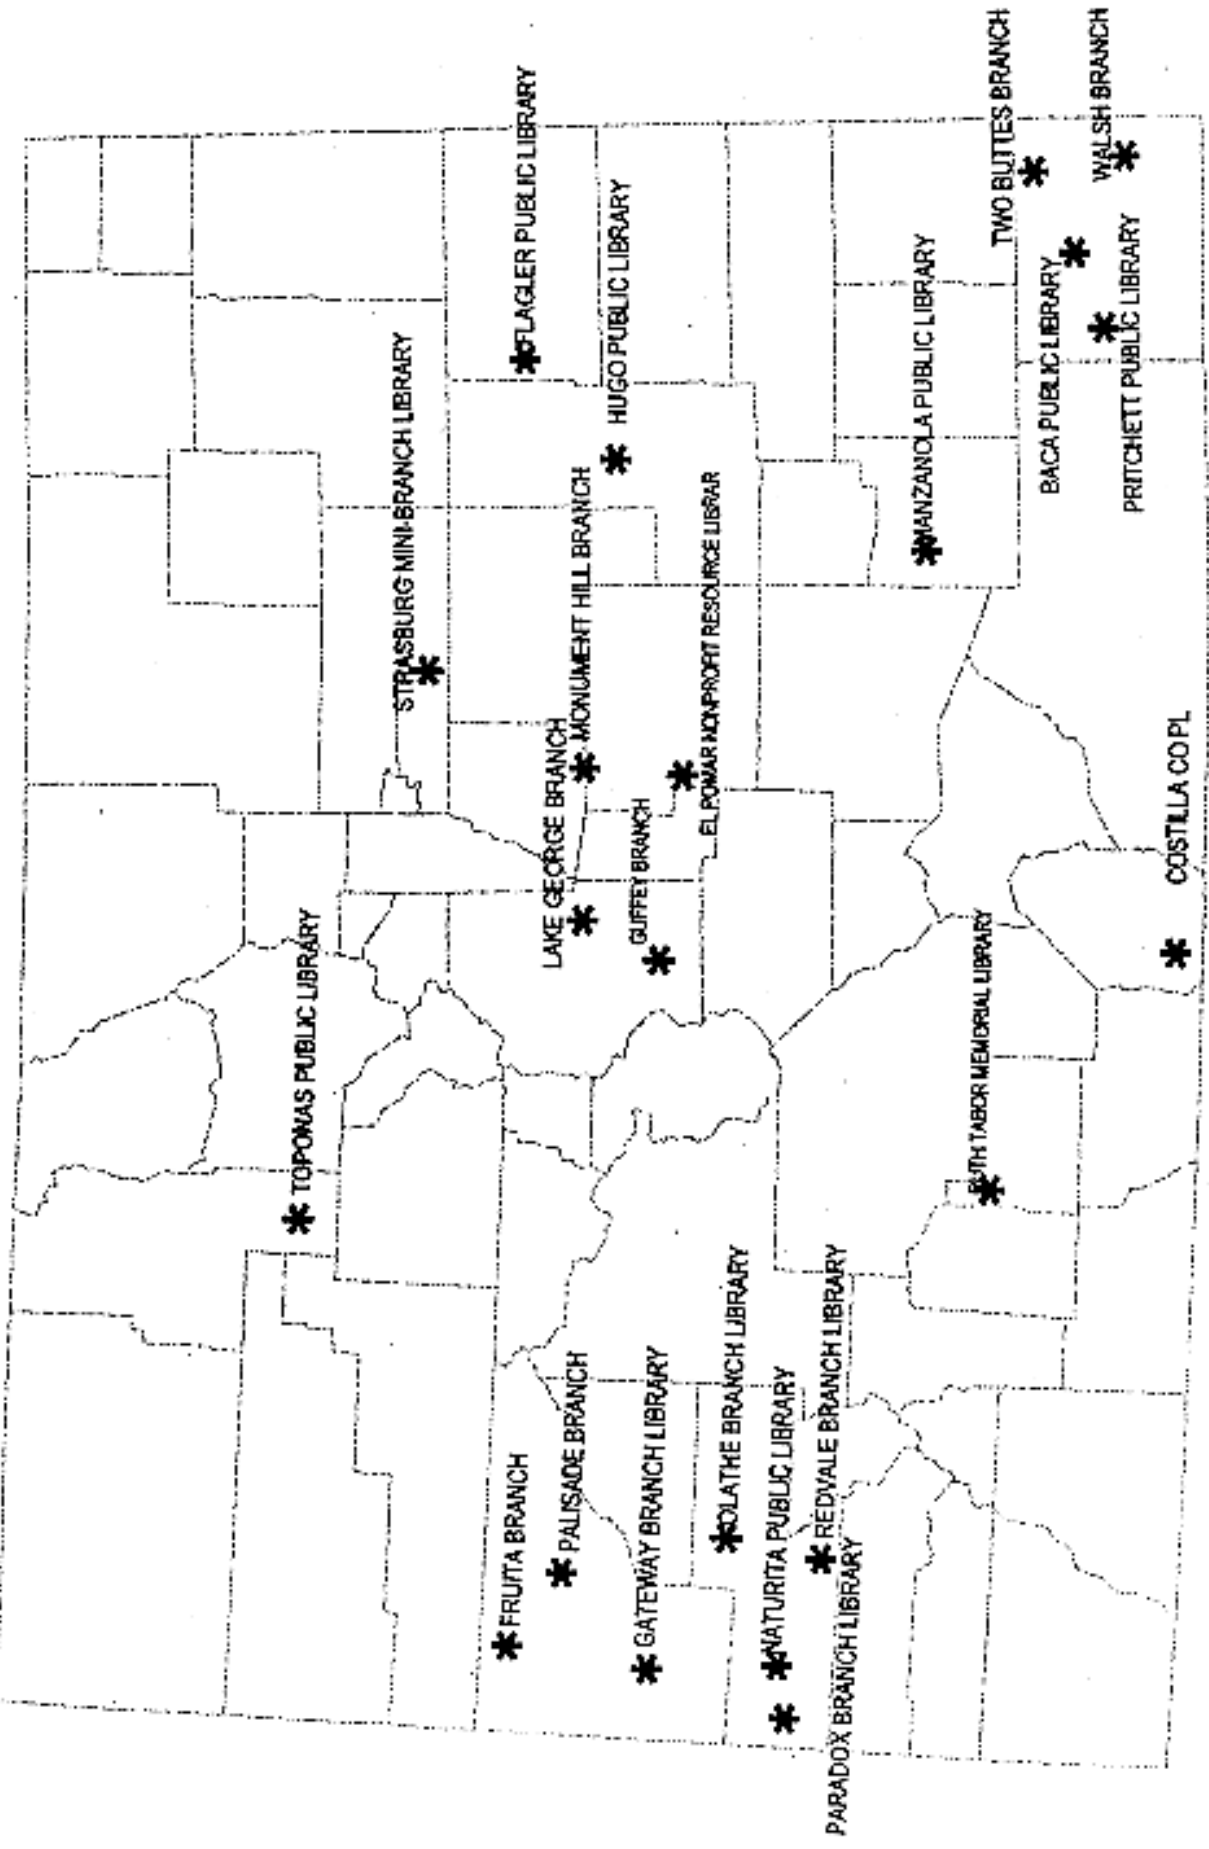 TOPONAS PUBLIC LIBRARY
STRASBURG MINI-BRANCH LIBRARY
FLAGLER PUBLIC LIBRARY
HUGO PUBLIC LIBRARY
MONUMENT HILL BRANCH
LAKE GEORGE BRANCH
GUFFEY BRANCH
EL POMAR NONPROFIT RESOURCE LIBRAR
FRUITA BRANCH
PALISADE BRANCH
GATEWAY BRANCH LIBRARY
OLATHE BRANCH LIBRARY
NATURITA PUBLIC LIBRARY
REDVALE BRANCH LIBRARY
PARADOX BRANCH LIBRARY
MANZANOLA PUBLIC LIBRARY
RUTH TABOR MEMORIAL LIBRARY
TWO BUTTES BRANCH
BACA PUBLIC LIBRARY
WALSH BRANCH
PRITCHETT PUBLIC LIBRARY
COSTILLA CO PL